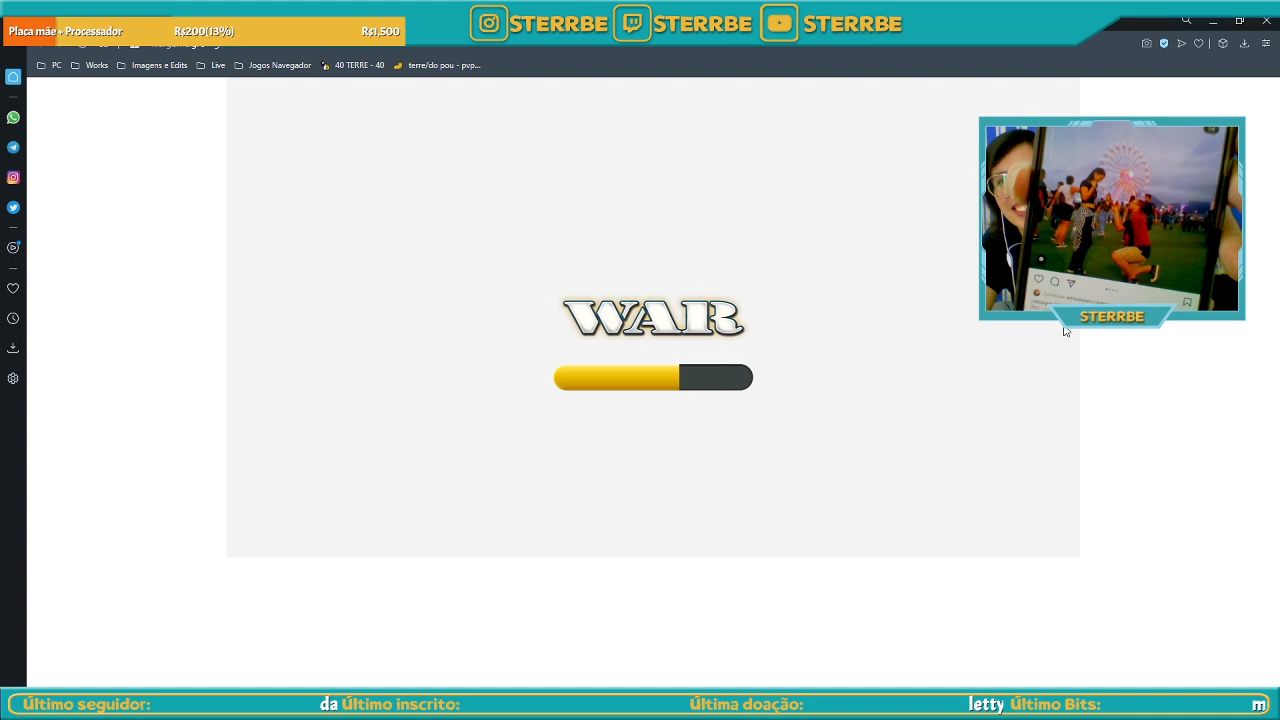 Placa mãe + Processador R$200(13%) R$1,500
STERRBE STERRBE STERRBE
PC Works Imagens e Edits Live Jogos Navegador 40 TERRE - 40 terre/do pou - pvp...
WAR
STERRBE
Último seguidor: da Último inscrito: Última doação: letty Último Bits: m